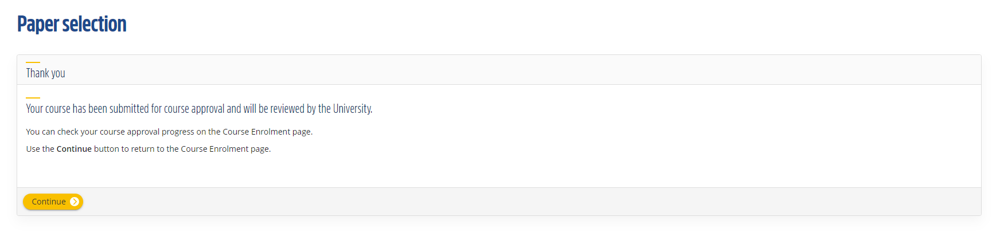 Paper selection
Thank you
Your course has been submitted for course approval and will be reviewed by the University.
You can check your course approval progress on the Course Enrolment page.
Use the Continue button to return to the Course Enrolment page.
Continue